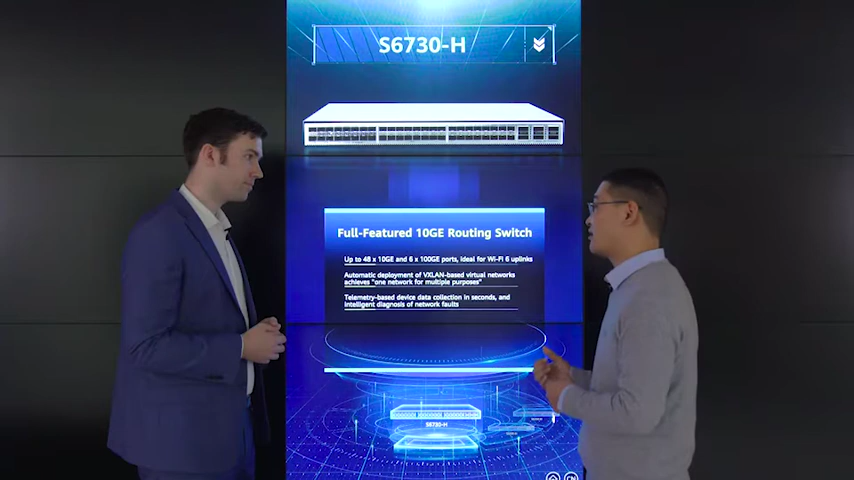 S6730-H
Full-Featured 10GE Routing Switch
Up to 48 x 10GE and 6 x 100GE ports, ideal for Wi-Fi 6 uplinks
Automatic deployment of VXLAN-based virtual networks
achieves "one network for multiple purposes"
Telemetry-based device data collection in seconds, and
intelligent diagnosis of network faults
S6730-H
CN